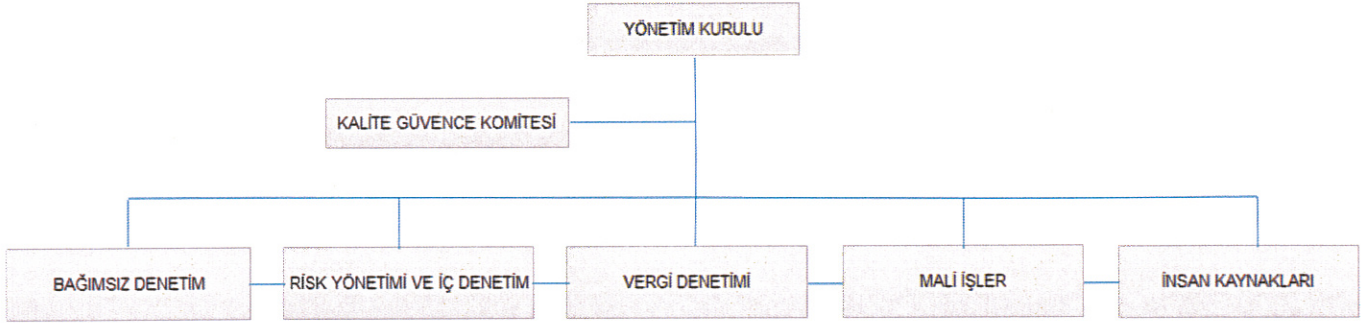 YÖNETİM KURULU
KALİTE GÜVENCE KOMİTESİ
BAĞIMSIZ DENETİM
RİSK YÖNETİMİ VE İÇ DENETİM
VERGİ DENETİMİ
MALİ İŞLER
İNSAN KAYNAKLARI